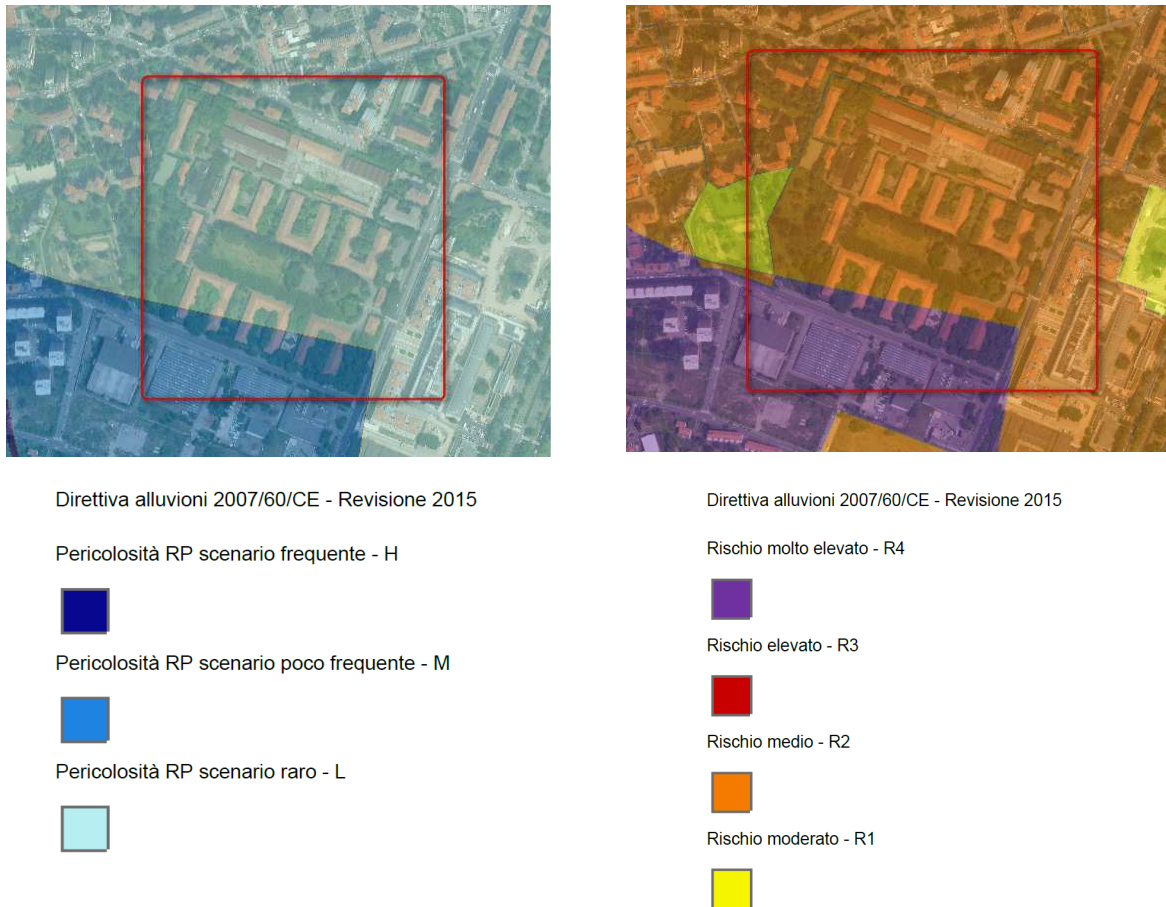 Direttiva alluvioni 2007/60/CE - Revisione 2015
Pericolosità RP scenario frequente - H
Pericolosità RP scenario poco frequente - M
Pericolosità RP scenario raro - L
Direttiva alluvioni 2007/60/CE - Revisione 2015
Rischio molto elevato - R4
Rischio elevato - R3
Rischio medio - R2
Rischio moderato - R1